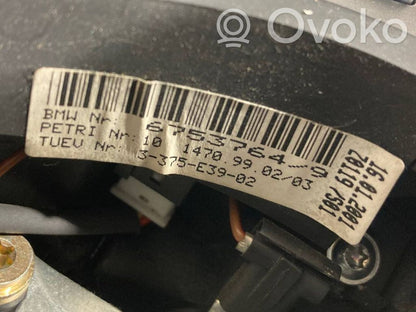 Ovoko
BMW Nr: 6753764-9
PETRI Nr: 10 1470 99 02/03
TUEV Nr: 3-375-E39-02
16.01.2001